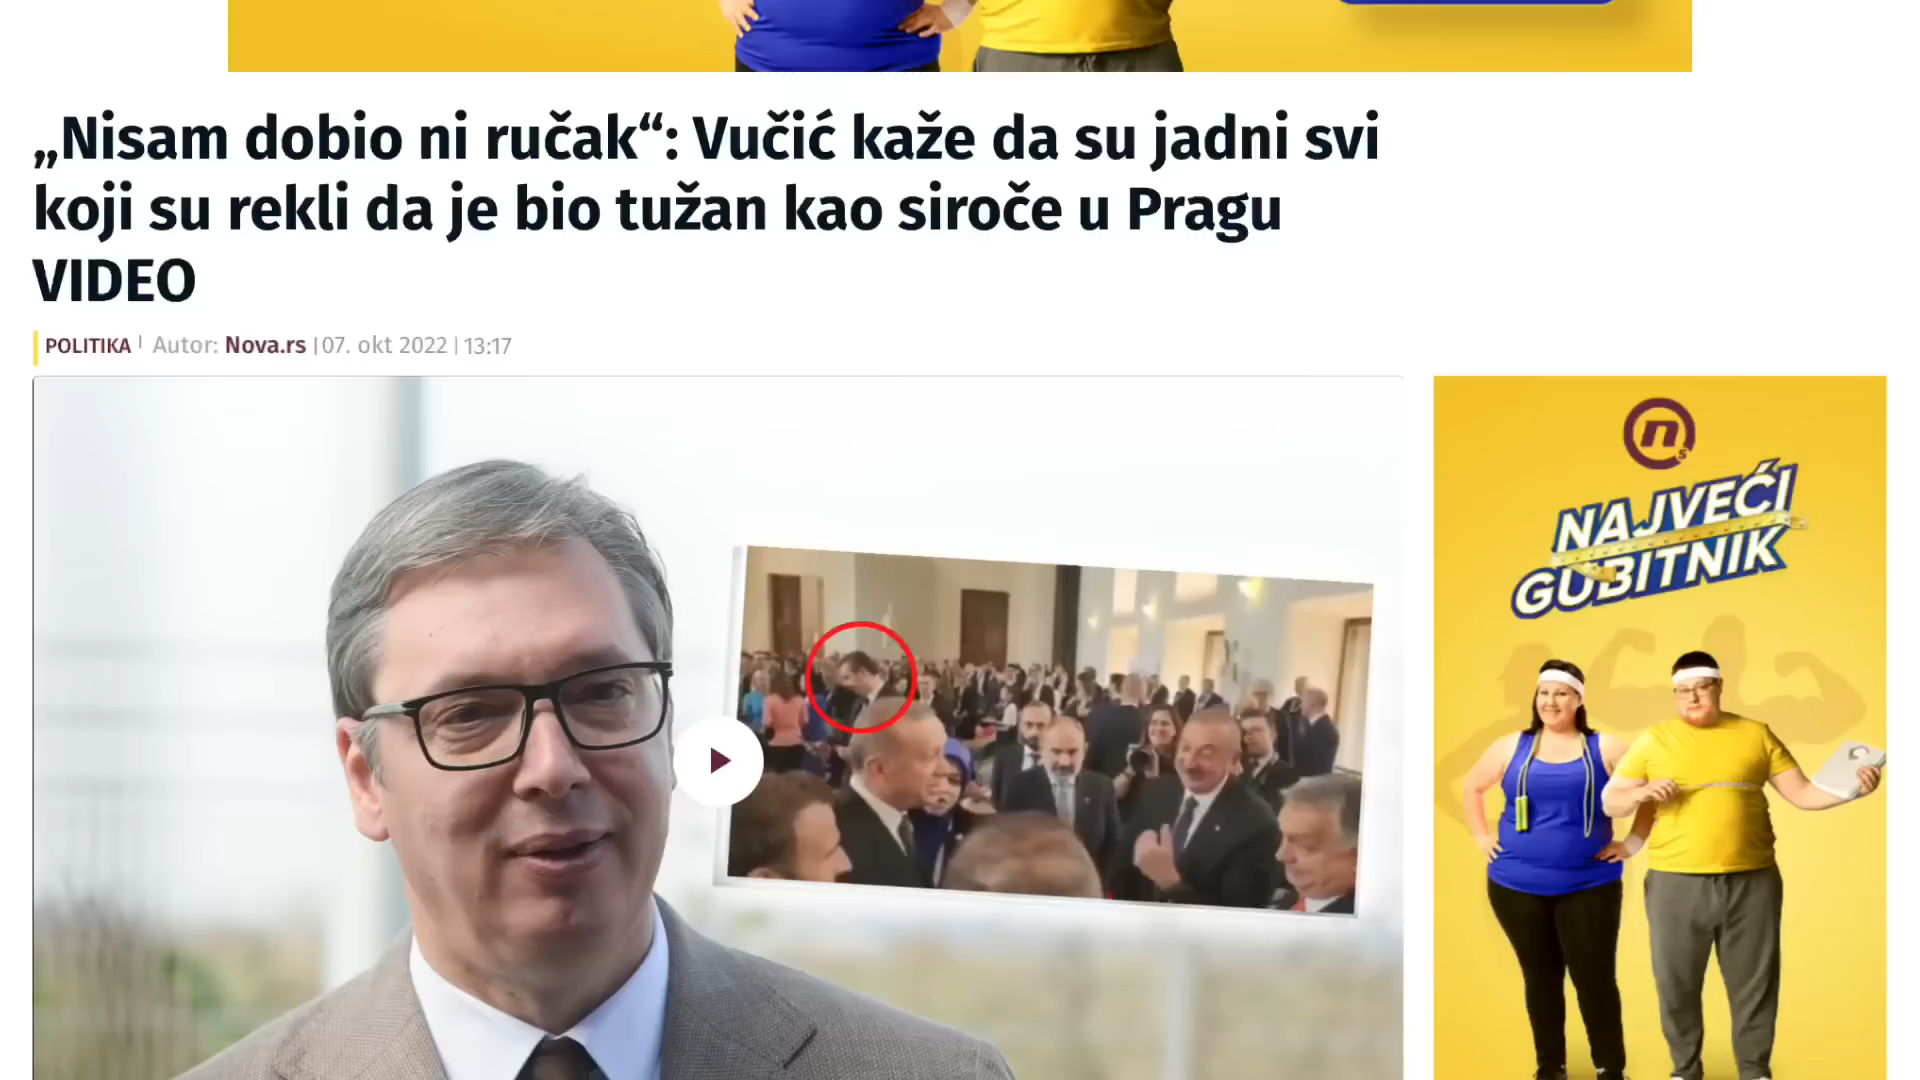 „Nisam dobio ni ručak“: Vučić kaže da su jadni svi
koji su rekli da je bio tužan kao siroče u Pragu
VIDEO
POLITIKA | Autor: Nova.rs | 07. okt 2022 | 13:17
n
s
NAJVEĆI
GUBITNIK